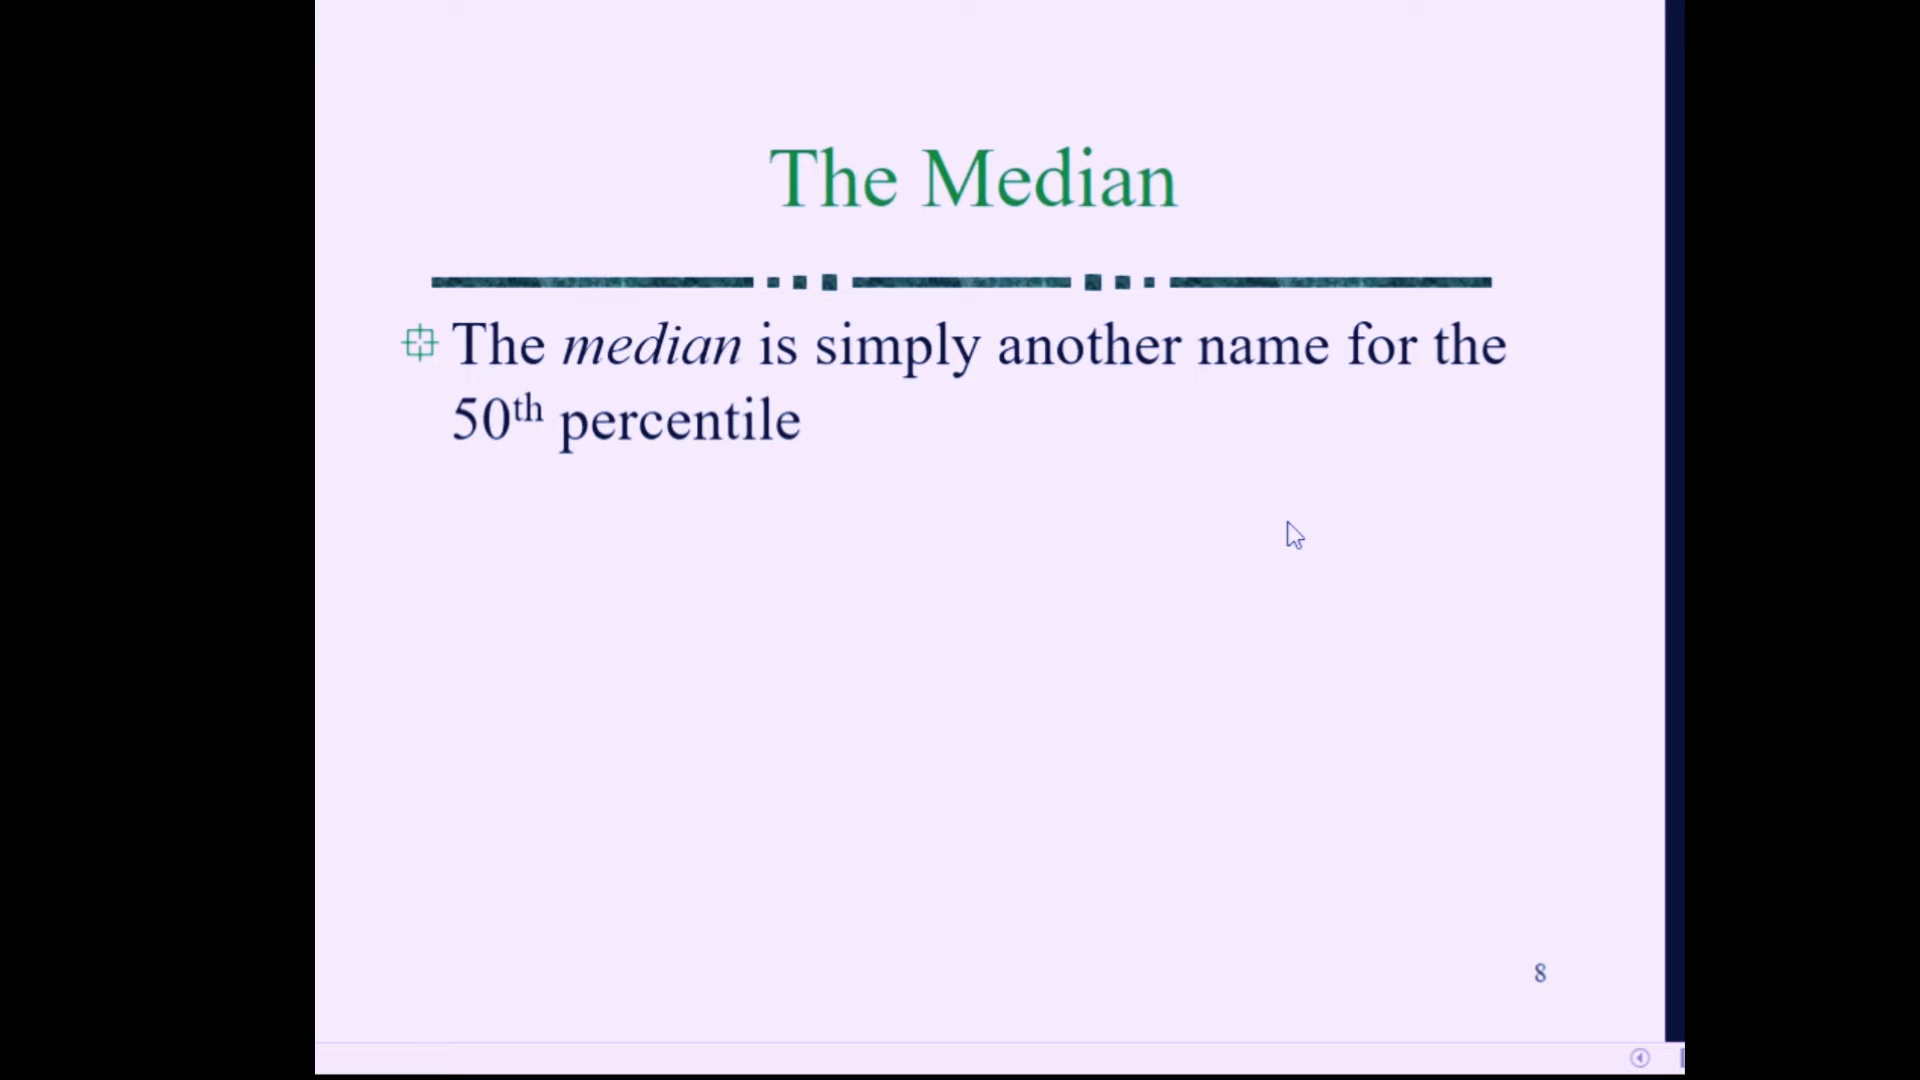 The Median
The median is simply another name for the
50th percentile
8